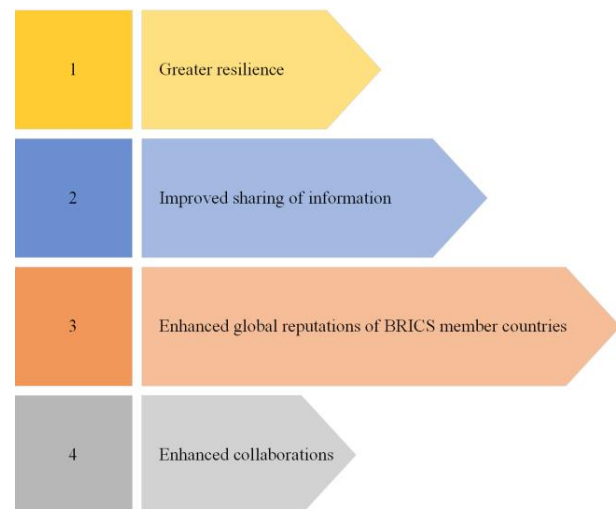 1
Greater resilience
2
Improved sharing of information
3
Enhanced global reputations of BRICS member countries
4
Enhanced collaborations